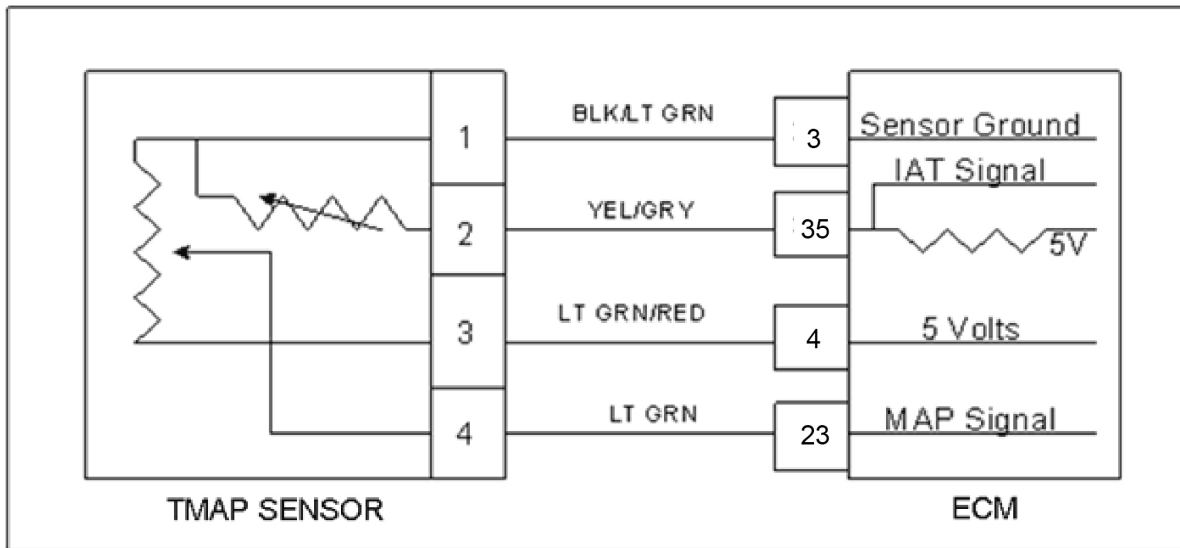 1
BLK/LT GRN
3
Sensor Ground
IAT Signal
2
YEL/GRY
35
5V
3
LT GRN/RED
4
5 Volts
4
LT GRN
23
MAP Signal
TMAP SENSOR
ECM